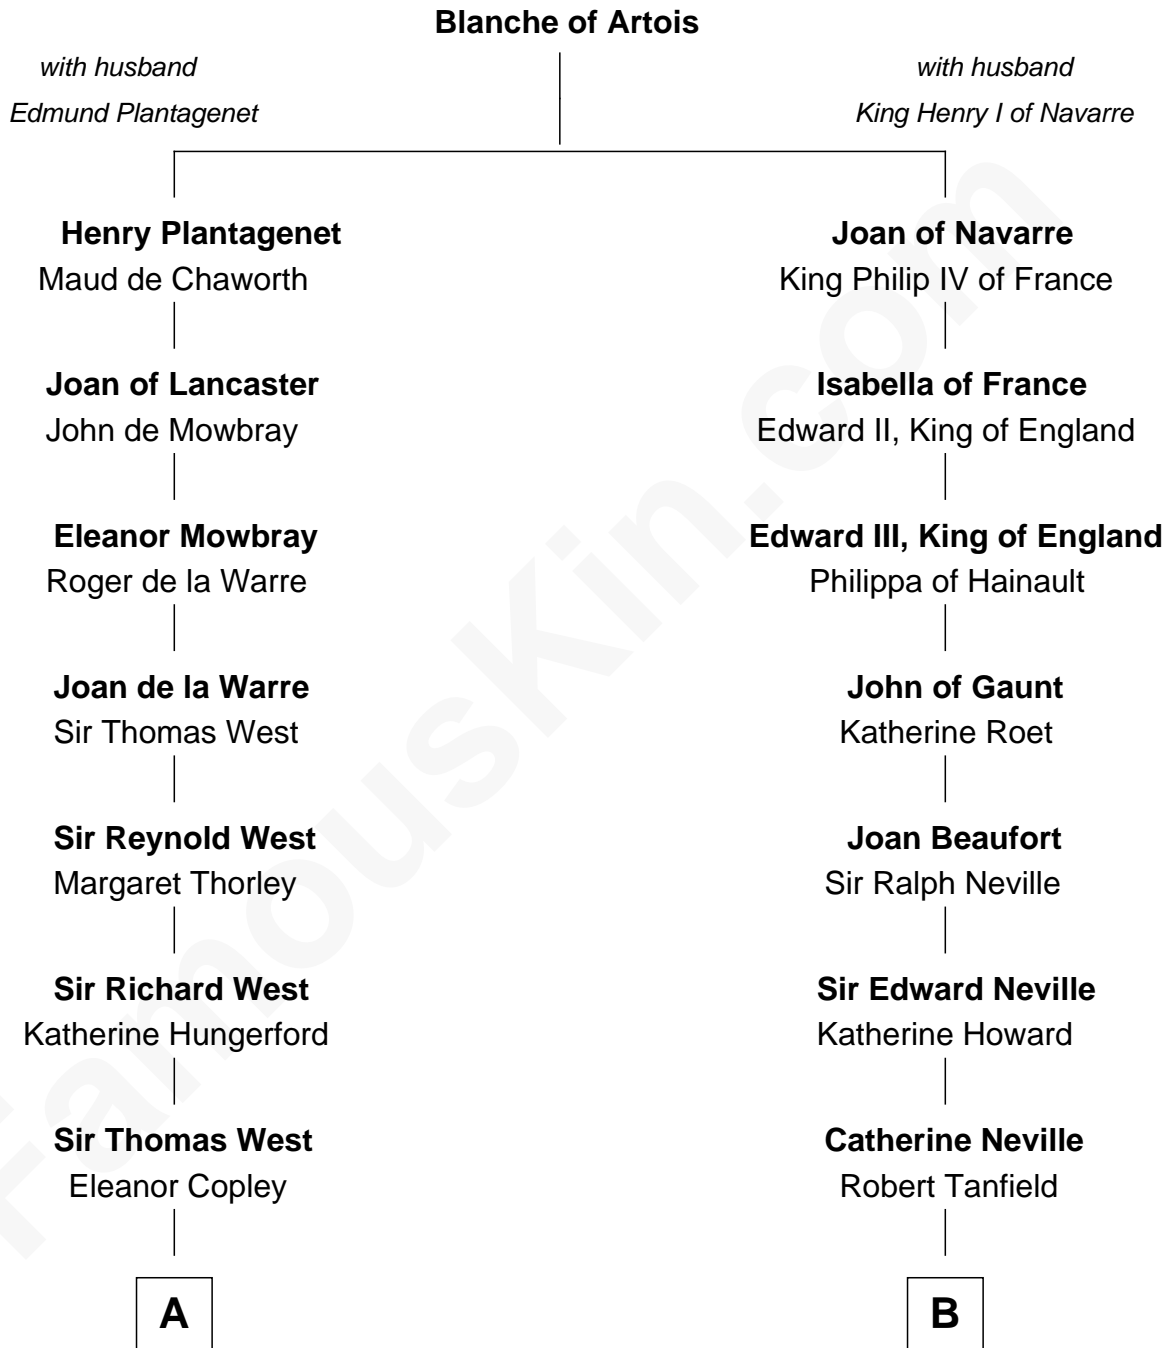 Blanche of Artois
with husband
Edmund Plantagenet
with husband
King Henry I of Navarre
Henry Plantagenet
Maud de Chaworth
Joan of Lancaster
John de Mowbray
Eleanor Mowbray
Roger de la Warre
Joan de la Warre
Sir Thomas West
Sir Reynold West
Margaret Thorley
Sir Richard West
Katherine Hungerford
Sir Thomas West
Eleanor Copley
A
Joan of Navarre
King Philip IV of France
Isabella of France
Edward II, King of England
Edward III, King of England
Philippa of Hainault
John of Gaunt
Katherine Roet
Joan Beaufort
Sir Ralph Neville
Sir Edward Neville
Katherine Howard
Catherine Neville
Robert Tanfield
B
FamousKin.com